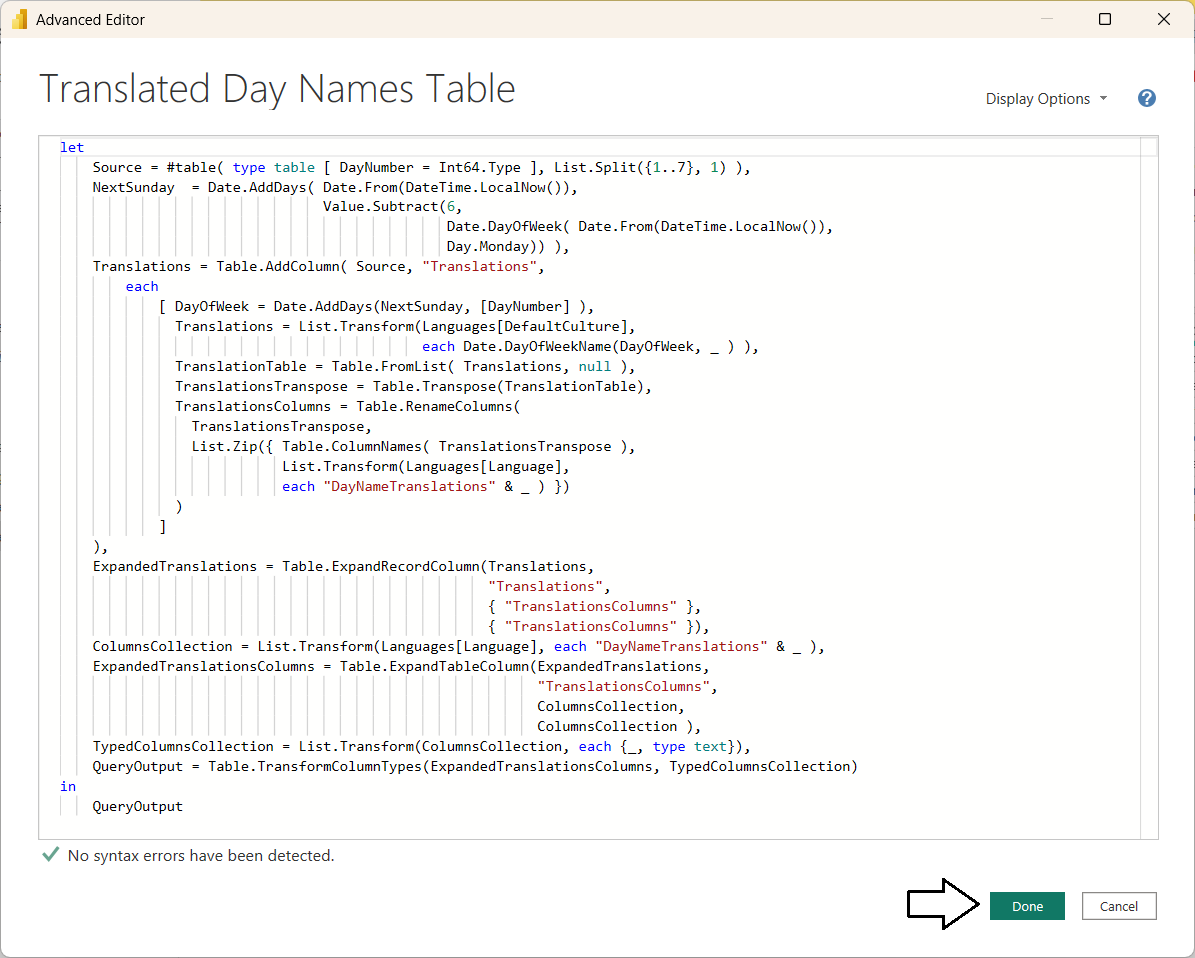 Advanced Editor
Translated Day Names Table
Display Options
?
let
    Source = #table( type table [ DayNumber = Int64.Type ], List.Split({1..7}, 1) ),
    NextSunday  = Date.AddDays( Date.From(DateTime.LocalNow()),
                                Value.Subtract(6,
                                               Date.DayOfWeek( Date.From(DateTime.LocalNow()),
                                               Day.Monday)) ),
    Translations = Table.AddColumn( Source, "Translations",
        each
            [ DayOfWeek = Date.AddDays(NextSunday, [DayNumber] ),
              Translations = List.Transform(Languages[DefaultCulture],
                                            each Date.DayOfWeekName(DayOfWeek, _ ) ),
              TranslationTable = Table.FromList( Translations, null ),
              TranslationsTranspose = Table.Transpose(TranslationTable),
              TranslationsColumns = Table.RenameColumns(
                TranslationsTranspose,
                List.Zip({ Table.ColumnNames( TranslationsTranspose ),
                           List.Transform(Languages[Language],
                           each "DayNameTranslations" & _ ) })
              )
            ]
    ),
    ExpandedTranslations = Table.ExpandRecordColumn(Translations,
                                                    "Translations",
                                                    { "TranslationsColumns" },
                                                    { "TranslationsColumns" }),
    ColumnsCollection = List.Transform(Languages[Language], each "DayNameTranslations" & _ ),
    ExpandedTranslationsColumns = Table.ExpandTableColumn(ExpandedTranslations,
                                                          "TranslationsColumns",
                                                          ColumnsCollection,
                                                          ColumnsCollection ),
    TypedColumnsCollection = List.Transform(ColumnsCollection, each {_, type text}),
    QueryOutput = Table.TransformColumnTypes(ExpandedTranslationsColumns, TypedColumnsCollection)
in
    QueryOutput
No syntax errors have been detected.
Done
Cancel